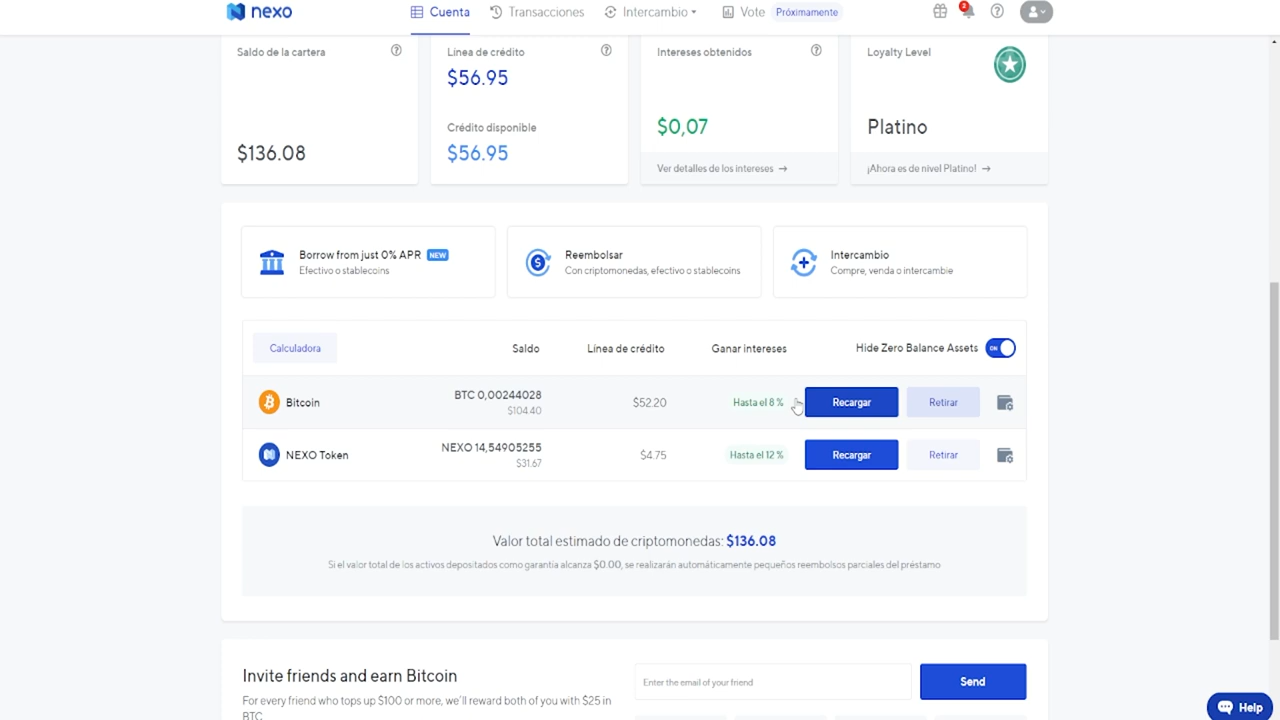 nexo
Cuenta
Transacciones
Intercambio
Vote
Próximamente
2
Saldo de la cartera
$136.08
Línea de crédito
$56.95
Crédito disponible
$56.95
Intereses obtenidos
$0,07
Ver detalles de los intereses →
Loyalty Level
Platino
¡Ahora es de nivel Platino! →
Borrow from just 0% APR NEW
Efectivo o stablecoins
Reembolsar
Con criptomonedas, efectivo o stablecoins
Intercambio
Compre, venda o intercambie
Calculadora
Saldo
Línea de crédito
Ganar intereses
Hide Zero Balance Assets
ON
Bitcoin
BTC 0,00244028
$104.40
$52.20
Hasta el 8 %
Recargar
Retirar
NEXO Token
NEXO 14,54905255
$31.67
$4.75
Hasta el 12 %
Recargar
Retirar
Valor total estimado de criptomonedas: $136.08
Si el valor total de los activos depositados como garantía alcanza $0.00, se realizarán automáticamente pequeños reembolsos parciales del préstamo
Invite friends and earn Bitcoin
For every friend who tops up $100 or more, we'll reward both of you with $25 in
BTC
Enter the email of your friend
Send
Help